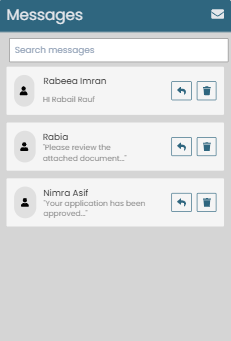 Messages
Search messages
Rabeea Imran
Hi Rabail Rauf
Rabia
"Please review the
attached document..."
Nimra Asif
"Your application has been
approved..."